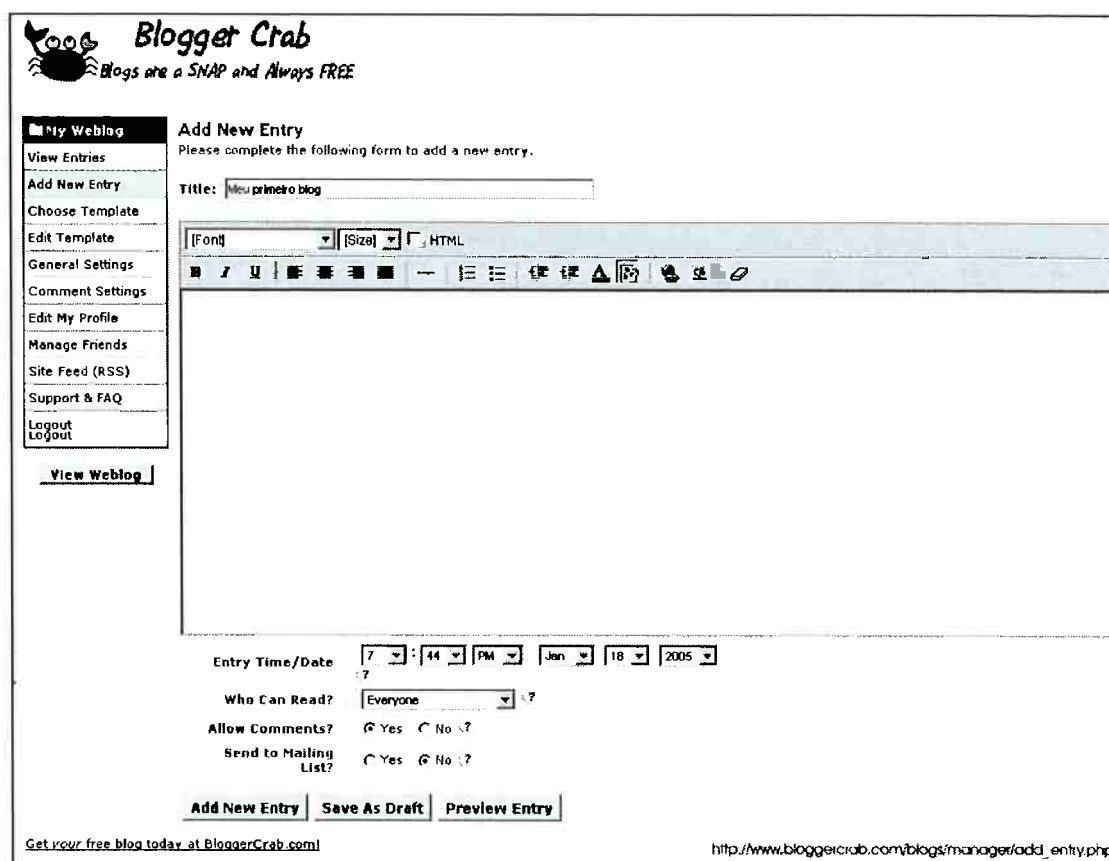 Blogger Crab
Blogs are a SNAP and Always FREE
My Weblog
View Entries
Add New Entry
Choose Template
Edit Template
General Settings
Comment Settings
Edit My Profile
Manage Friends
Site Feed (RSS)
Support & FAQ
Logout
Logout
View Weblog
Add New Entry
Please complete the following form to add a new entry.
Title: Meu primeiro blog
[Font] [Size] HTML
B I U
Entry Time/Date 7 : 44 PM Jan 18 2005
?
Who Can Read? Everyone ?
Allow Comments? Yes No ?
Send to Mailing
List? Yes No ?
Add New Entry Save As Draft Preview Entry
Get your free blog today at BloggerCrab.com!
http://www.bloggercrab.com/blogs/manager/add_entry.php